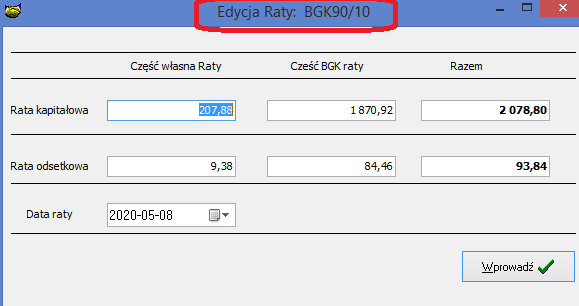 Edycja Raty: BGK90/10
Część własna Raty Cześć BGK raty Razem
Rata kapitałowa 207,88 1 870,92 2 078,80
Rata odsetkowa 9,38 84,46 93,84
Data raty 2020-05-08
Wprowadź